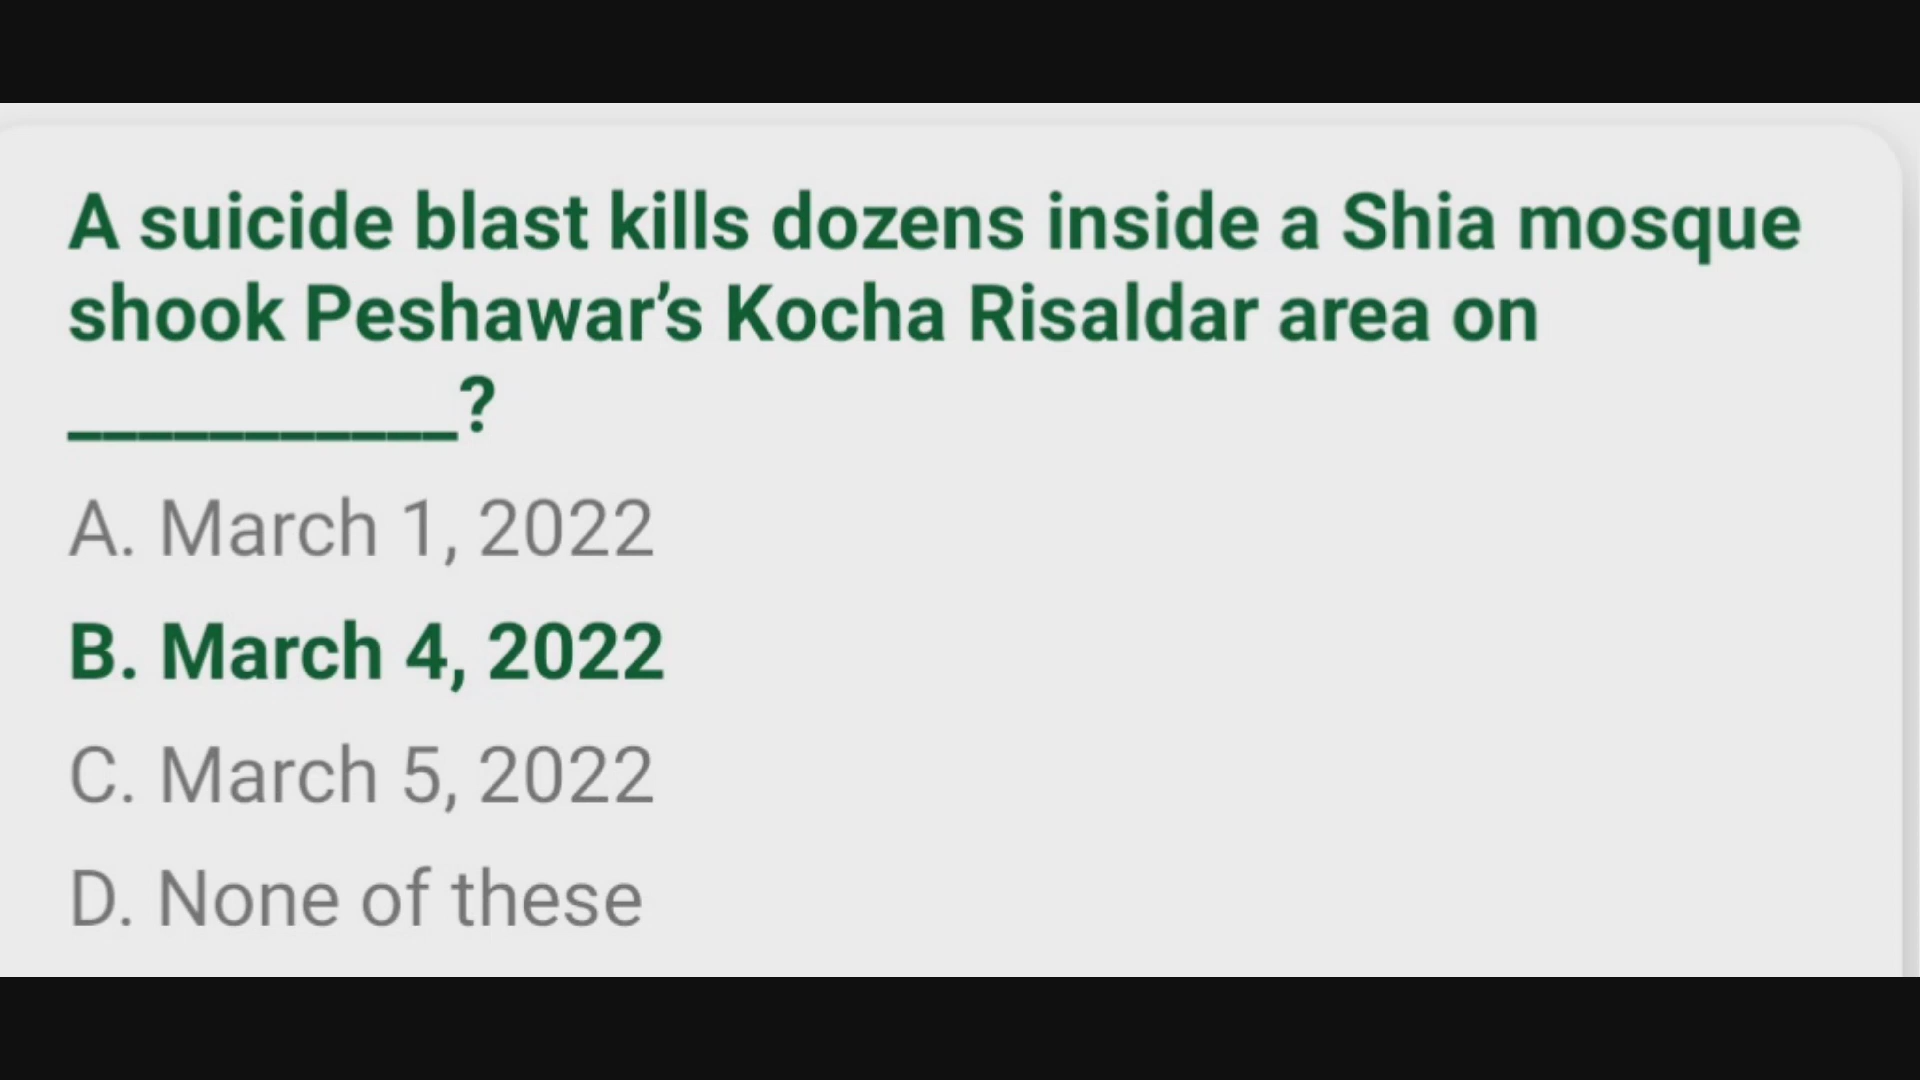 A suicide blast kills dozens inside a Shia mosque
shook Peshawar’s Kocha Risaldar area on
___________?
A. March 1, 2022
B. March 4, 2022
C. March 5, 2022
D. None of these